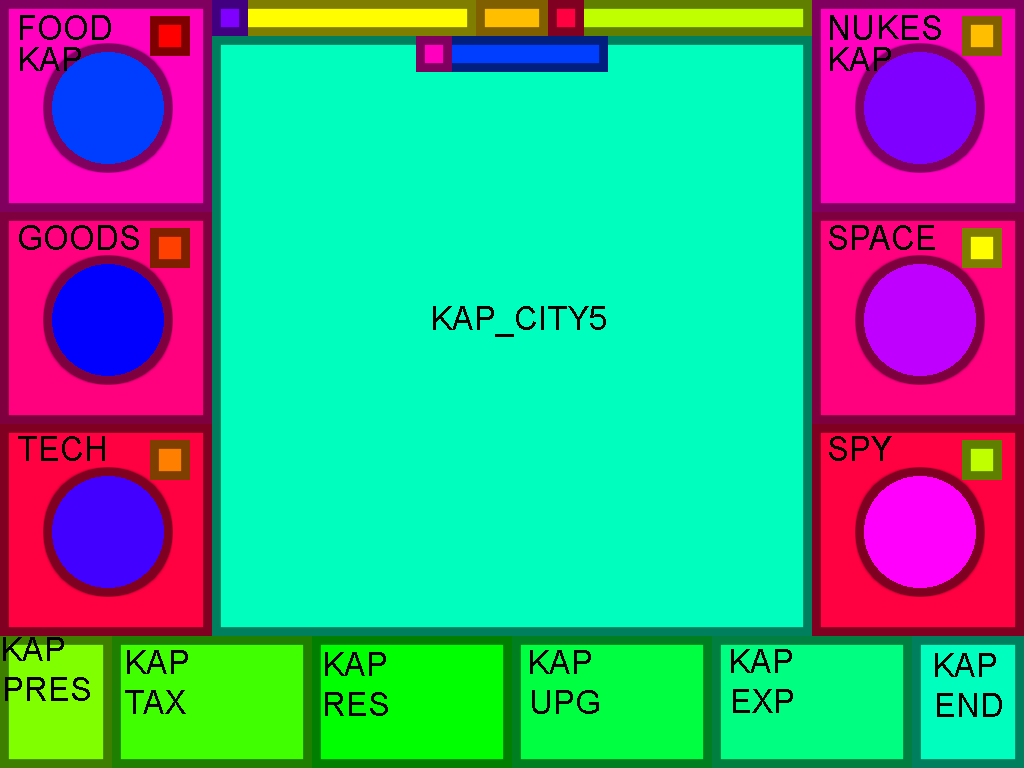 FOOD
KAP
NUKES
KAP
GOODS
SPACE
KAP_CITY5
TECH
SPY
KAP
PRES
KAP
TAX
KAP
RES
KAP
UPG
KAP
EXP
KAP
END